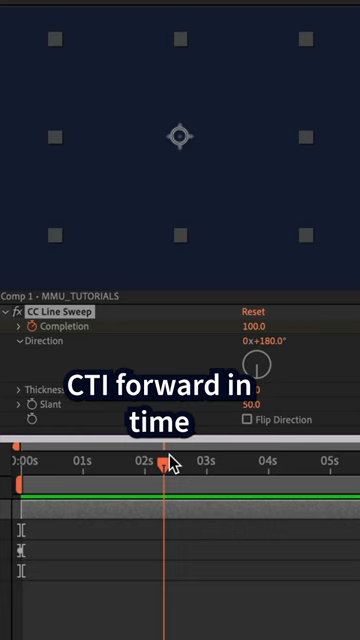 Comp 1 • MMU_TUTORIALS
fx CC Line Sweep Reset
Completion 100.0
Direction 0x+180.0°
CTI forward in
time
Thickness
Slant 50.0
Flip Direction
0:00s 01s 02s 03s 04s 05s